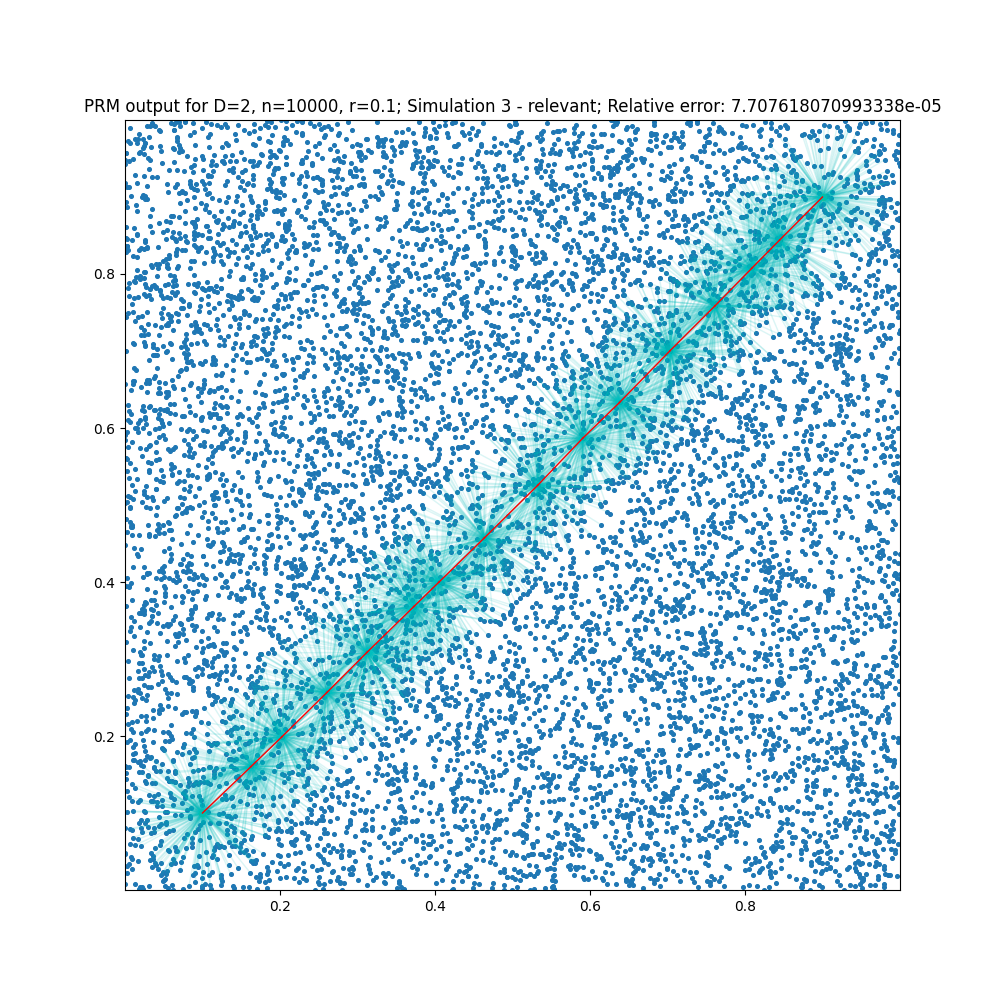 PRM output for D=2, n=10000, r=0.1; Simulation 3 - relevant; Relative error: 7.707618070993338e-05
0.8
0.6
0.4
0.2
0.2 0.4 0.6 0.8